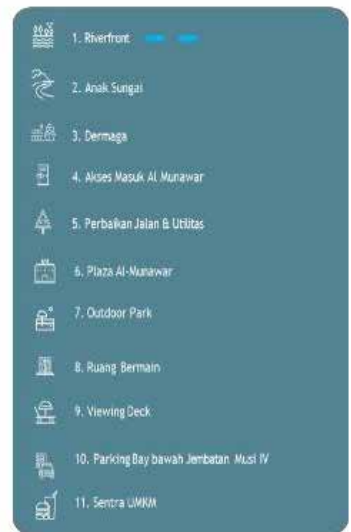 1. Riverfront
2. Anak Sungai
3. Dermaga
4. Akses Masuk Al Munawar
5. Perbaikan Jalan & Utilitas
6. Plaza Al-Munawar
7. Outdoor Park
8. Ruang Bermain
9. Viewing Deck
10. Parking Bay bawah Jembatan Musi IV
11. Sentra UMKM